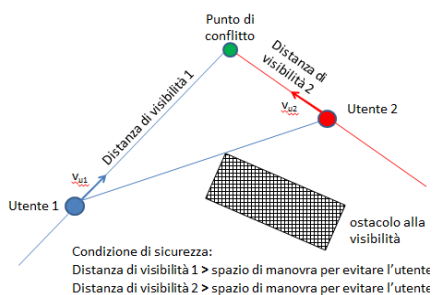 Punto di
conflitto
Distanza di
visibilità 2
Distanza di visibilità 1
v_u2
Utente 2
v_u1
Utente 1
ostacolo alla
visibilità
Condizione di sicurezza:
Distanza di visibilità 1 > spazio di manovra per evitare l'utente
Distanza di visibilità 2 > spazio di manovra per evitare l'utente